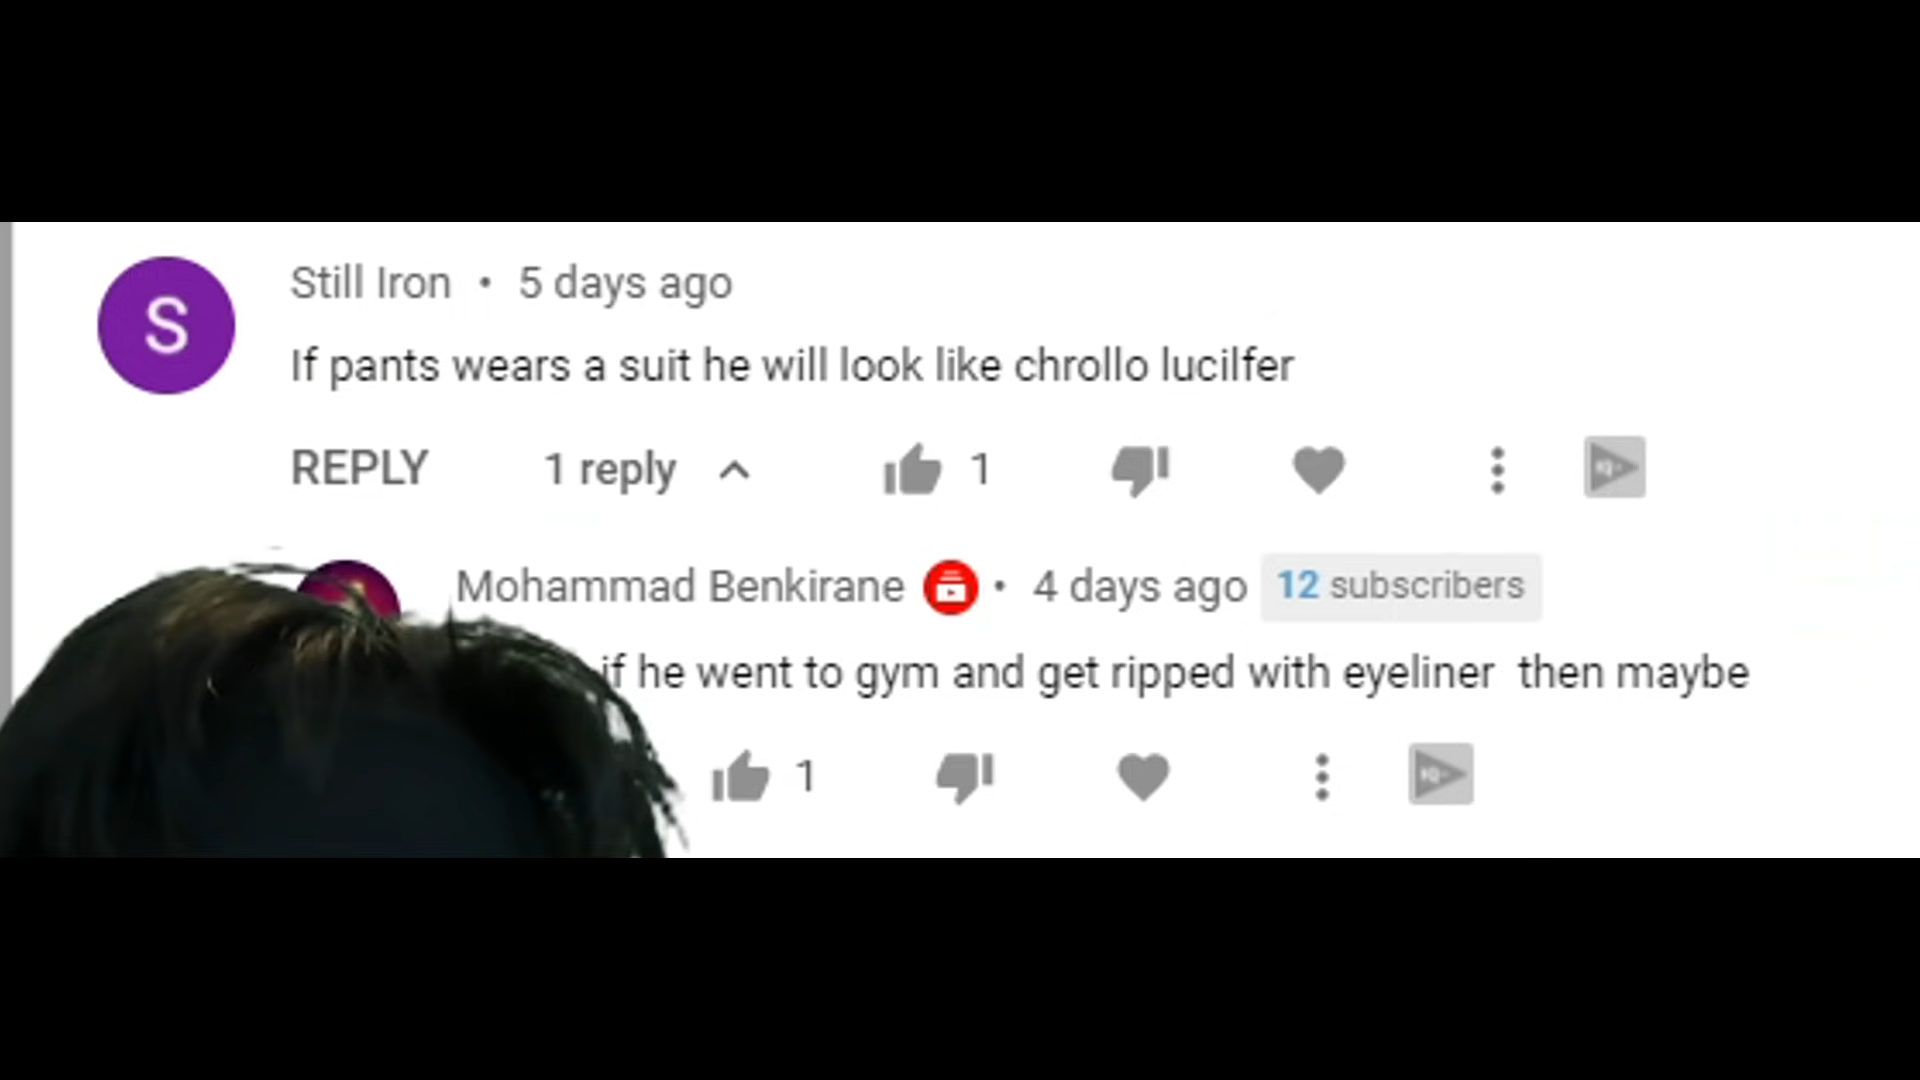 S
Still Iron • 5 days ago
If pants wears a suit he will look like chrollo lucilfer
REPLY 1 reply 1
Mohammad Benkirane • 4 days ago 12 subscribers
if he went to gym and get ripped with eyeliner then maybe
1